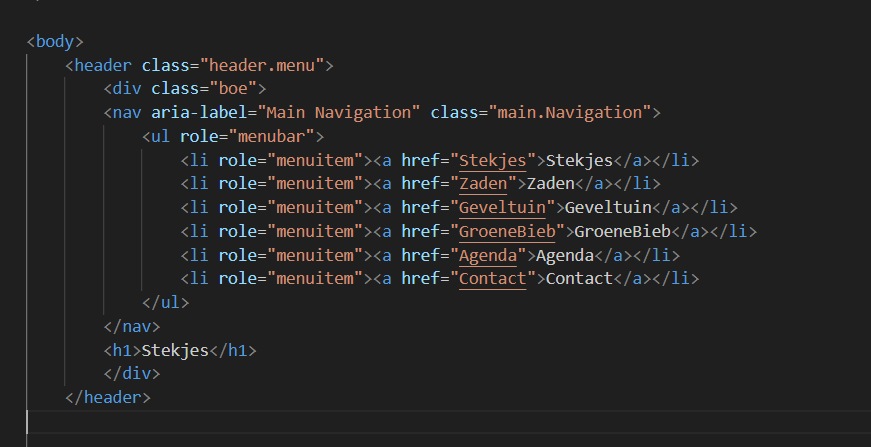 <body>
<header class="header.menu">
<div class="boe">
<nav aria-label="Main Navigation" class="main.Navigation">
<ul role="menubar">
<li role="menuitem"><a href="Stekjes">Stekjes</a></li>
<li role="menuitem"><a href="Zaden">Zaden</a></li>
<li role="menuitem"><a href="Geveltuin">Geveltuin</a></li>
<li role="menuitem"><a href="GroeneBieb">GroeneBieb</a></li>
<li role="menuitem"><a href="Agenda">Agenda</a></li>
<li role="menuitem"><a href="Contact">Contact</a></li>
</ul>
</nav>
<h1>Stekjes</h1>
</div>
</header>